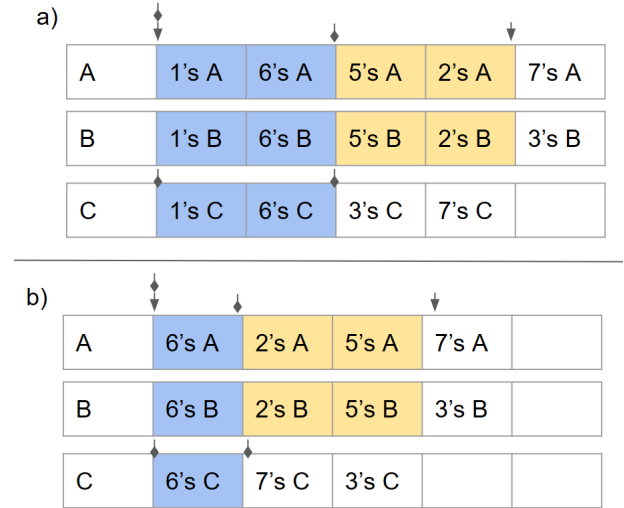 a)
A 1's A 6's A 5's A 2's A 7's A
B 1's B 6's B 5's B 2's B 3's B
C 1's C 6's C 3's C 7's C
b)
A 6's A 2's A 5's A 7's A
B 6's B 2's B 5's B 3's B
C 6's C 7's C 3's C